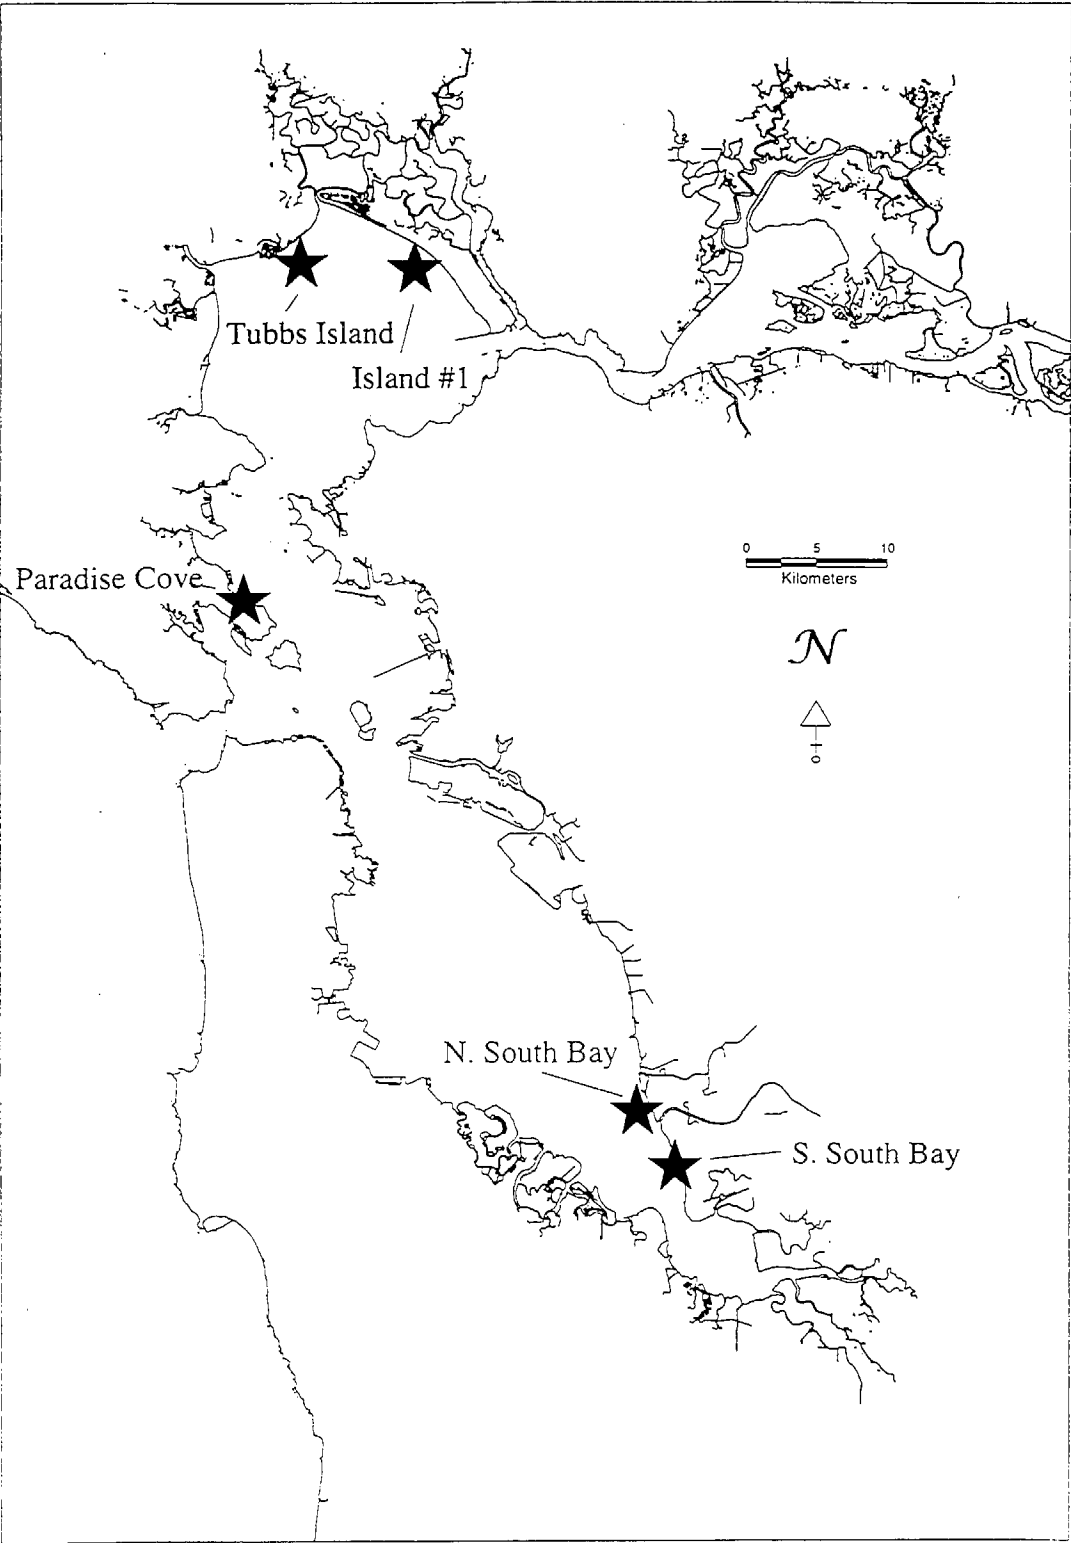 Tubbs Island
Island #1
0 5 10
Kilometers
Paradise Cove
N
N. South Bay
S. South Bay